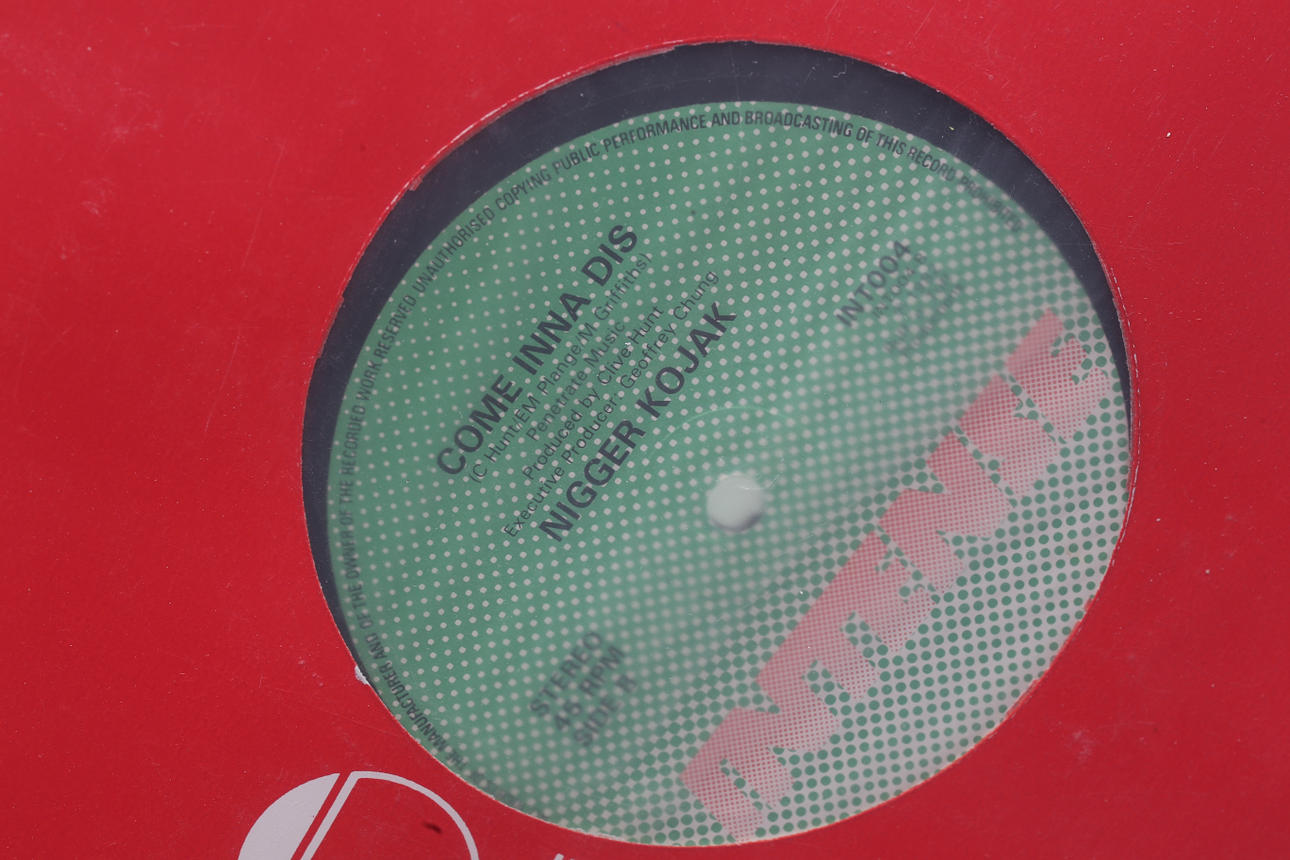 COME INNA DIS
(C Hunt/EM Plange/M Griffiths)
Penetrate Music
Produced by Clive Hunt
Executive Producer: Geoffrey Chung
NIGGER KOJAK
INT004
STEREO
45 RPM
SIDE B
INTENSE
THE MANUFACTURER AND OF THE OWNER OF THE RECORDED WORK RESERVED UNAUTHORISED COPYING PUBLIC PERFORMANCE AND BROADCASTING OF THIS RECORD PROHIBITED